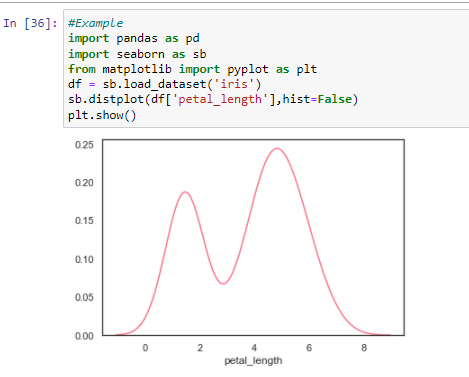 In [36]: #Example
import pandas as pd
import seaborn as sb
from matplotlib import pyplot as plt
df = sb.load_dataset('iris')
sb.distplot(df['petal_length'],hist=False)
plt.show()
0.25
0.20
0.15
0.10
0.05
0.00
0 2 4 6 8
petal_length